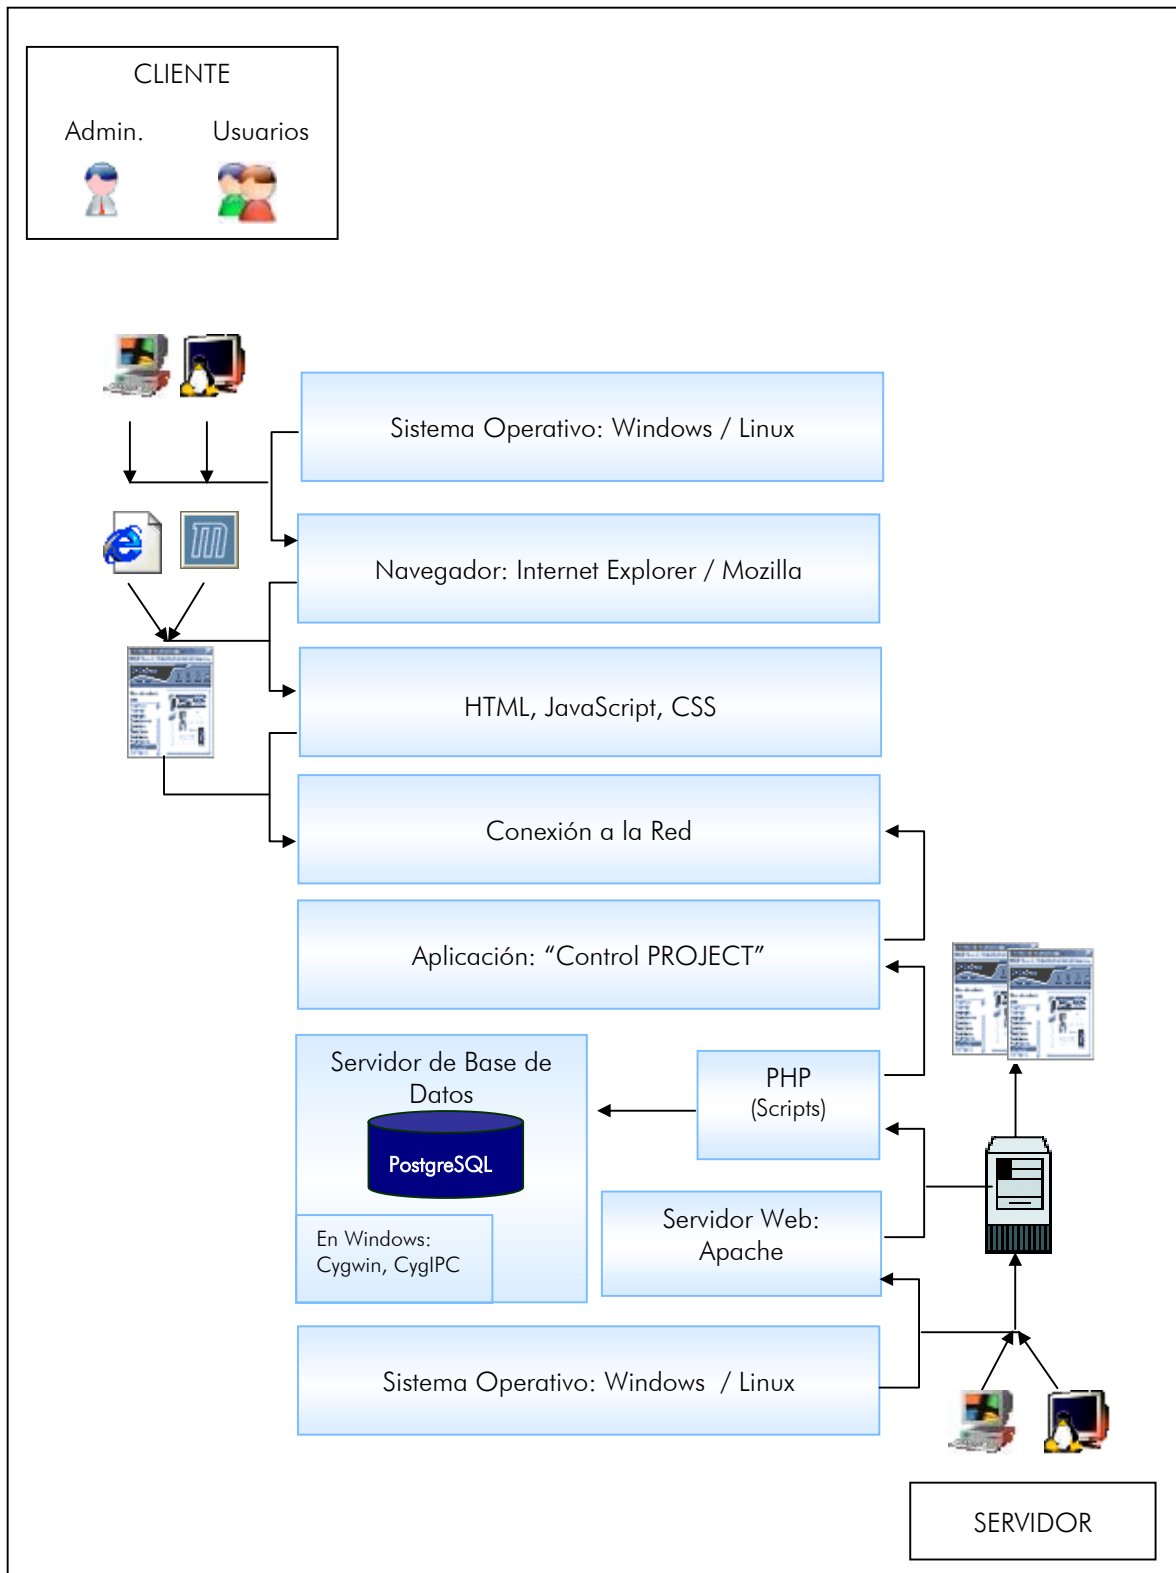 CLIENTE
Admin. Usuarios
Sistema Operativo: Windows / Linux
Navegador: Internet Explorer / Mozilla
HTML, JavaScript, CSS
Conexión a la Red
Aplicación: “Control PROJECT”
Servidor de Base de
Datos
PostgreSQL
En Windows:
Cygwin, CygIPC
PHP
(Scripts)
Servidor Web:
Apache
Sistema Operativo: Windows / Linux
SERVIDOR